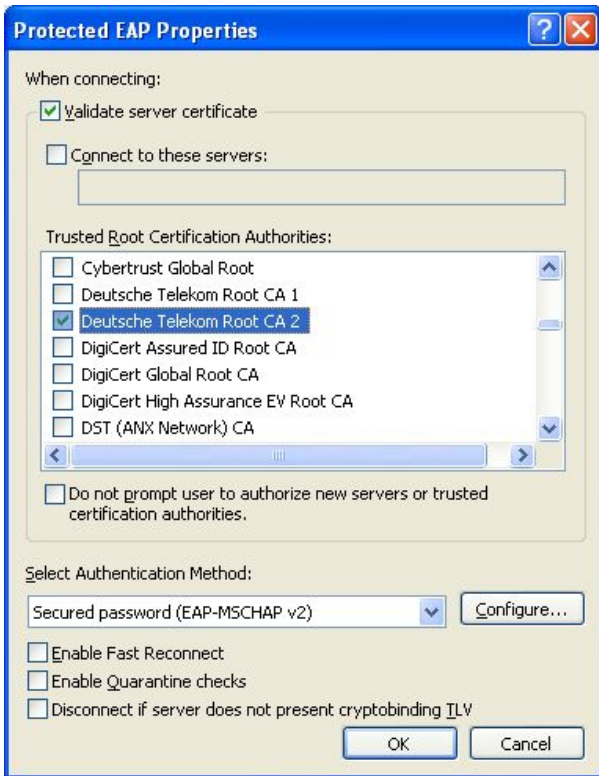 Protected EAP Properties
When connecting:
Validate server certificate
Connect to these servers:
Trusted Root Certification Authorities:
Cybertrust Global Root
Deutsche Telekom Root CA 1
Deutsche Telekom Root CA 2
DigiCert Assured ID Root CA
DigiCert Global Root CA
DigiCert High Assurance EV Root CA
DST (ANX Network) CA
Do not prompt user to authorize new servers or trusted
certification authorities.
Select Authentication Method:
Secured password (EAP-MSCHAP v2)
Configure...
Enable Fast Reconnect
Enable Quarantine checks
Disconnect if server does not present cryptobinding TLV
OK
Cancel